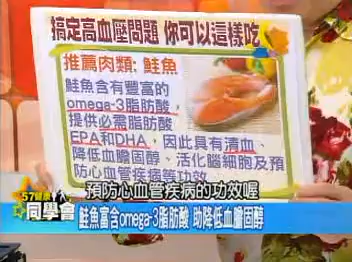 搞定高血壓問題 你可以這樣吃
推薦肉類: 鮭魚
鮭魚含有豐富的
omega-3脂肪酸,
提供必需脂肪酸
EPA和DHA, 因此具有清血、
降低血膽固醇、活化腦細胞及預
防心血管疾病等功效
預防心血管疾病的功效喔
57健康
同學會
鮭魚富含omega-3脂肪酸 助降低血膽固醇